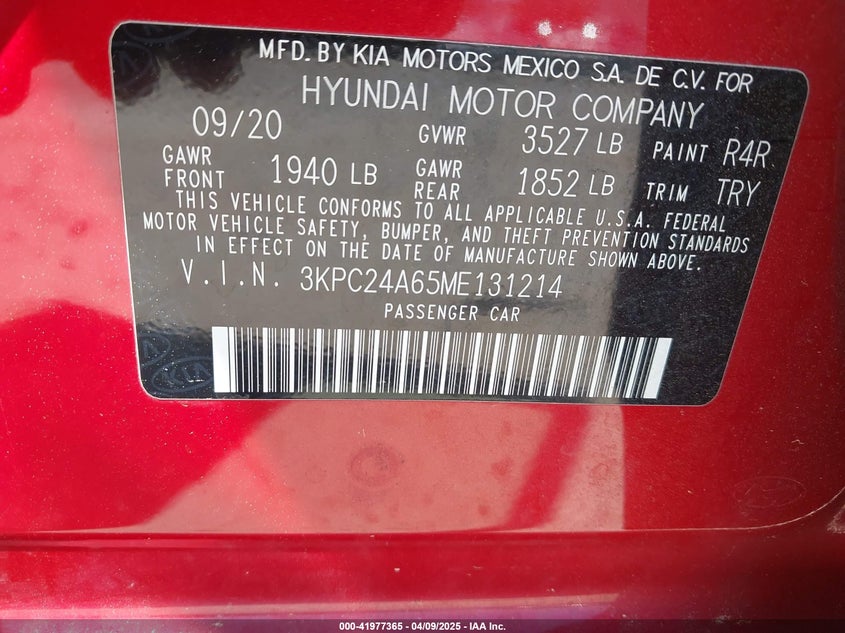 MFD. BY KIA MOTORS MEXICO S.A. DE C.V. FOR
HYUNDAI MOTOR COMPANY
09/20 GVWR 3527 LB PAINT R4R
GAWR FRONT 1940 LB GAWR REAR 1852 LB TRIM TRY
THIS VEHICLE CONFORMS TO ALL APPLICABLE U.S.A. FEDERAL
MOTOR VEHICLE SAFETY, BUMPER, AND THEFT PREVENTION STANDARDS
IN EFFECT ON THE DATE OF MANUFACTURE SHOWN ABOVE.
V.I.N. 3KPC24A65ME131214
PASSENGER CAR
000-41977365 | 04/09/2025 - IAA Inc.